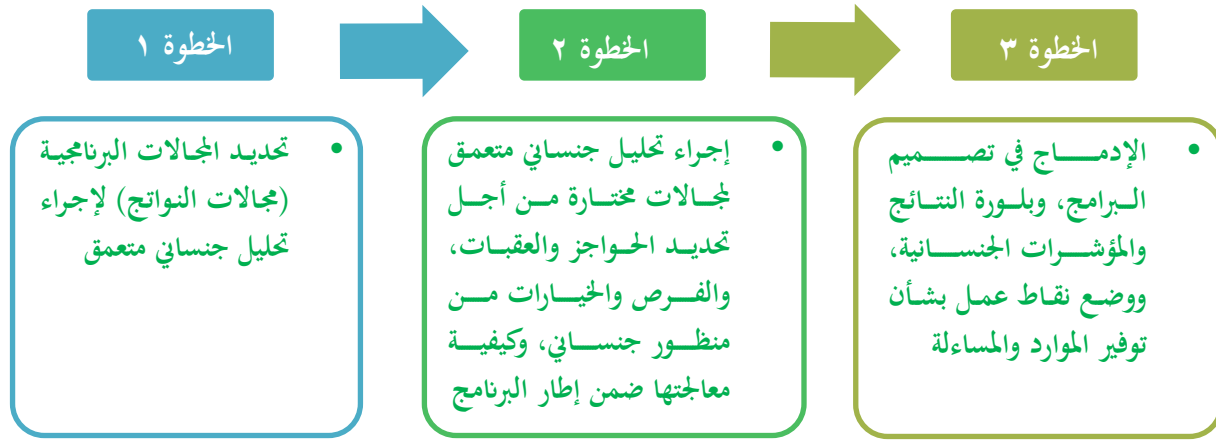 الخطوة ١
الخطوة ٢
الخطوة ٣
• تحديد المجالات البرنامجية
(مجالات النواتج) لإجراء
تحليل جنساني متعمق
• إجراء تحليل جنساني متعمق
لمجالات مختارة من أجل
تحديد الحواجز والعقبات،
والفرص والخيارات من
منظور جنساني، وكيفية
معالجتها ضمن إطار البرنامج
• الإدماج في تصميم
البرامج، وبلورة النتائج
والمؤشرات الجنسانية،
ووضع نقاط عمل بشأن
توفير الموارد والمساءلة